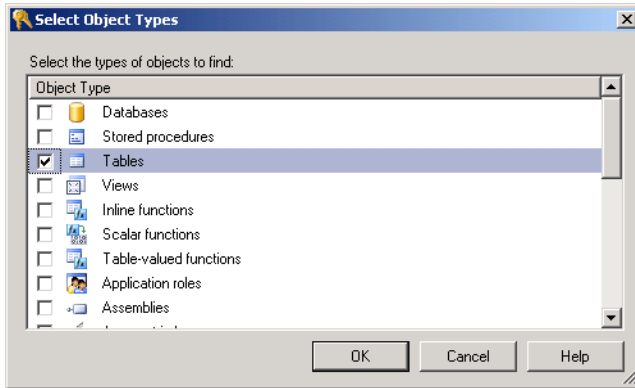 Select Object Types
Select the types of objects to find:
Object Type
Databases
Stored procedures
Tables
Views
Inline functions
Scalar functions
Table-valued functions
Application roles
Assemblies
OK Cancel Help